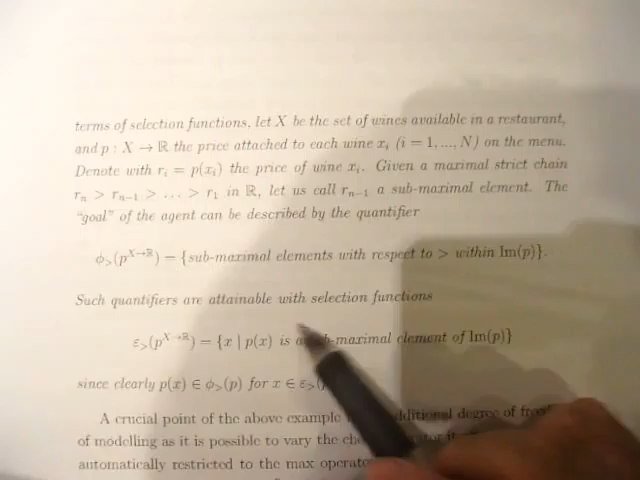 terms of selection functions, let X be the set of wines available in a restaurant,
and p : X → ℝ the price attached to each wine xᵢ (i = 1, ..., N) on the menu.
Denote with rᵢ = p(xᵢ) the price of wine xᵢ. Given a maximal strict chain
rₙ > rₙ₋₁ > ... > r₁ in ℝ, let us call rₙ₋₁ a sub-maximal element. The
"goal" of the agent can be described by the quantifier
ϕ>(p^{X→ℝ}) = {sub-maximal elements with respect to > within Im(p)}.
Such quantifiers are attainable with selection functions
ε>(p^{X→ℝ}) = {x | p(x) is a sub-maximal element of Im(p)}
since clearly p(x) ∈ ϕ>(p) for x ∈ ε>(
A crucial point of the above example additional degree of
of modelling as it is possible to vary the
automatically restricted to the max